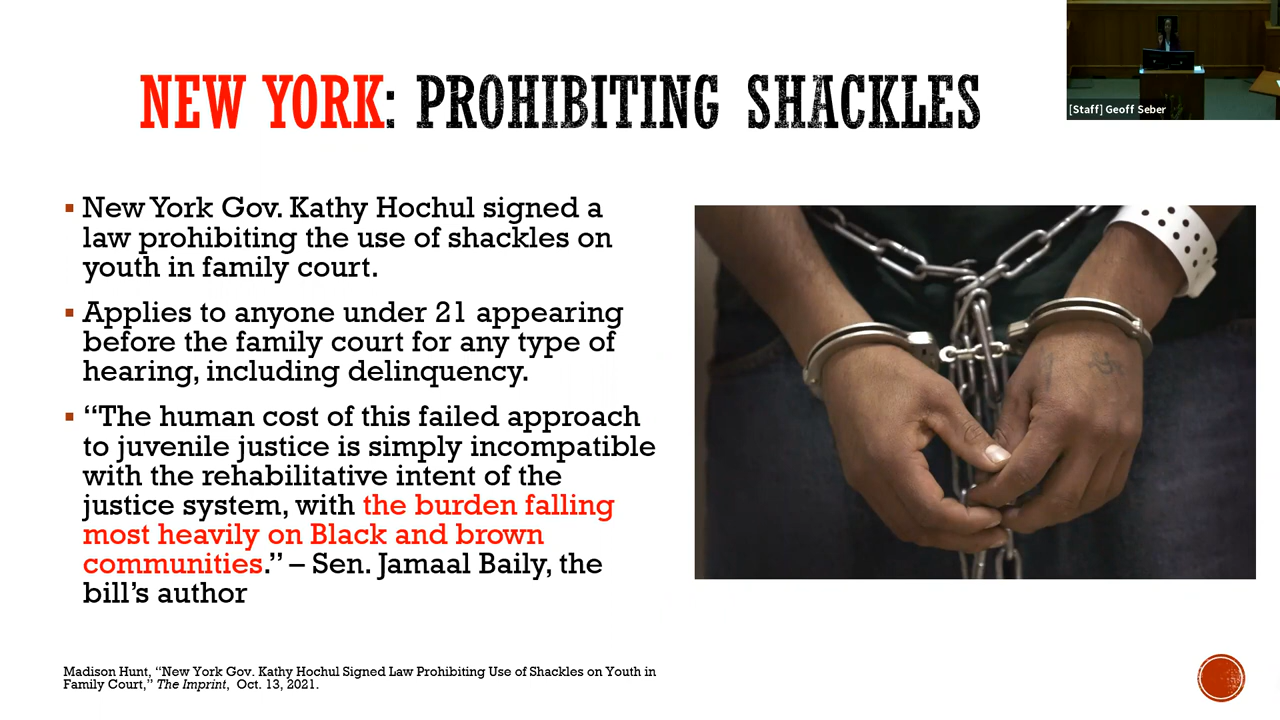 NEW YORK: PROHIBITING SHACKLES
[Staff] Geoff Seber
▪ New York Gov. Kathy Hochul signed a
law prohibiting the use of shackles on
youth in family court.
▪ Applies to anyone under 21 appearing
before the family court for any type of
hearing, including delinquency.
▪ “The human cost of this failed approach
to juvenile justice is simply incompatible
with the rehabilitative intent of the
justice system, with the burden falling
most heavily on Black and brown
communities.” – Sen. Jamaal Baily, the
bill’s author
Madison Hunt, “New York Gov. Kathy Hochul Signed Law Prohibiting Use of Shackles on Youth in
Family Court,” The Imprint, Oct. 13, 2021.